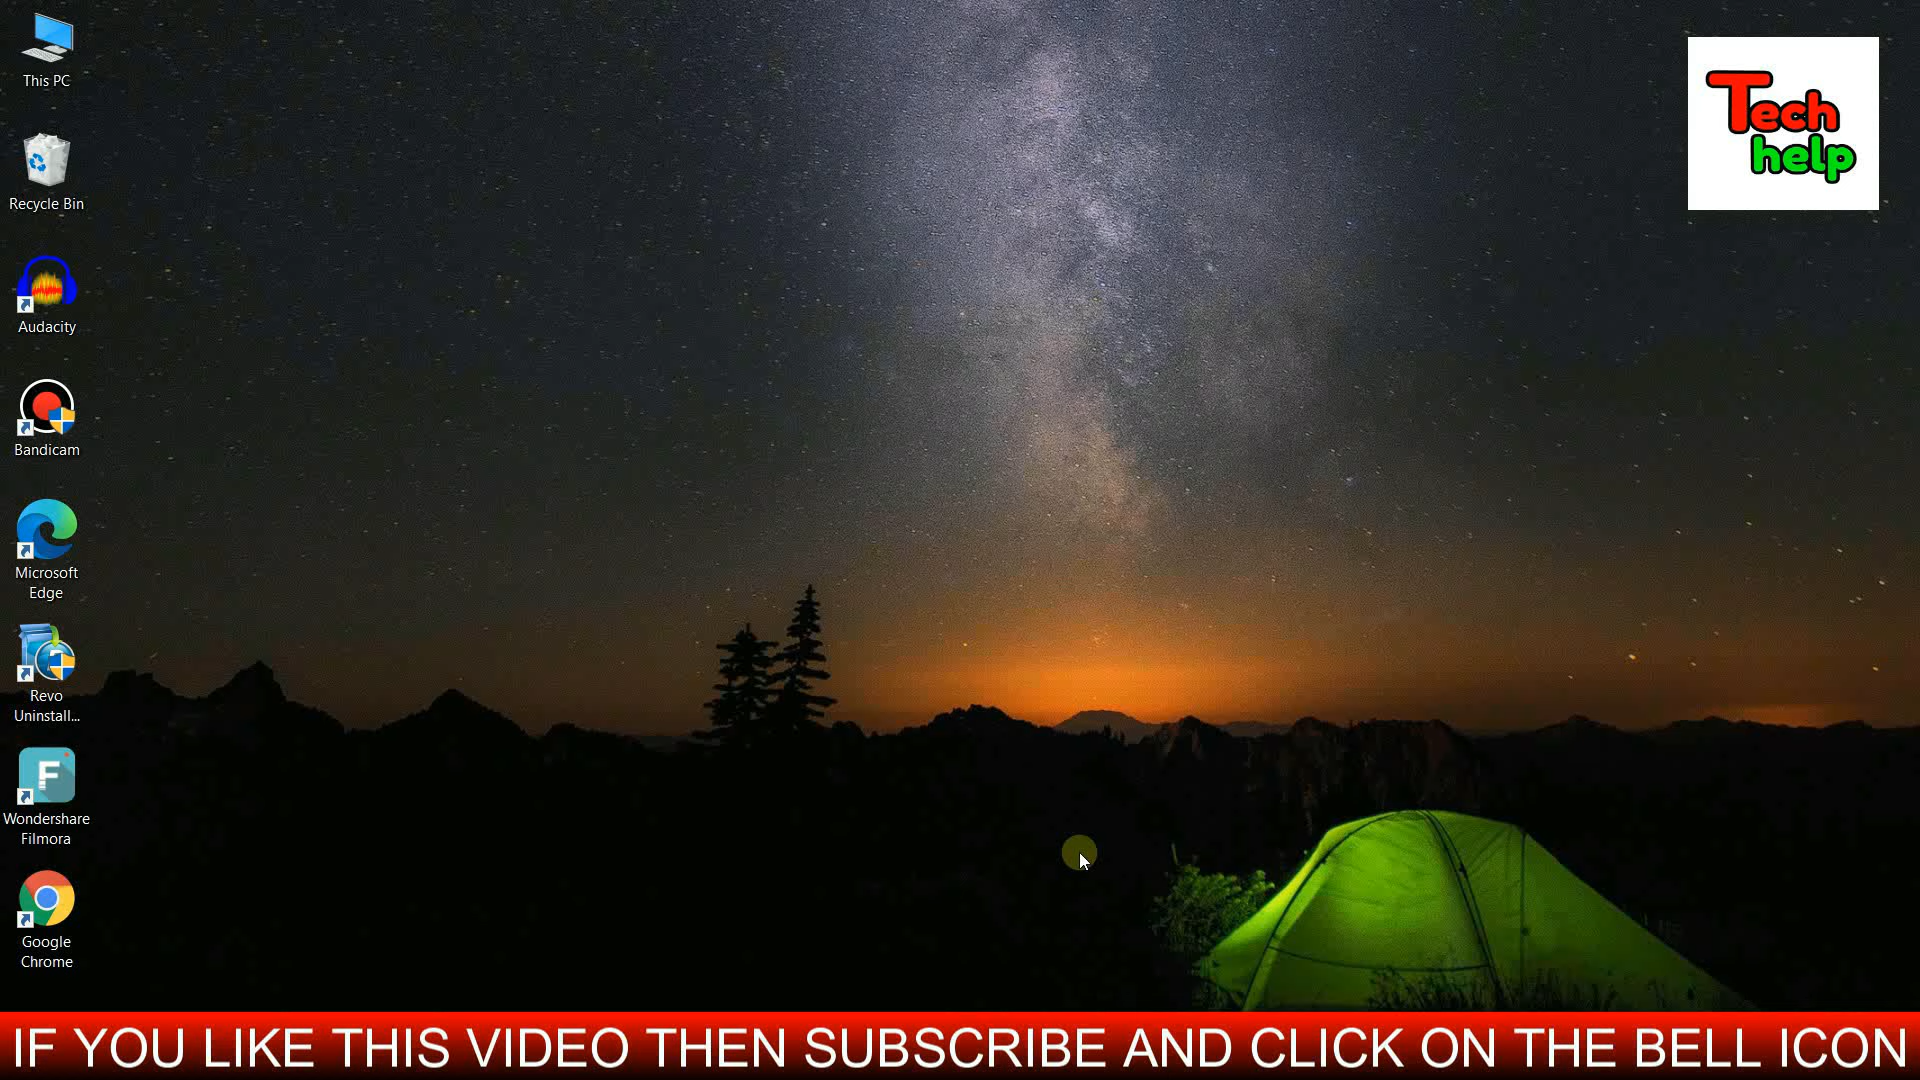 This PC
Recycle Bin
Audacity
Bandicam
Microsoft
Edge
Revo
Uninstall...
Wondershare
Filmora
Google
Chrome
Tech
help
IF YOU LIKE THIS VIDEO THEN SUBSCRIBE AND CLICK ON THE BELL ICON